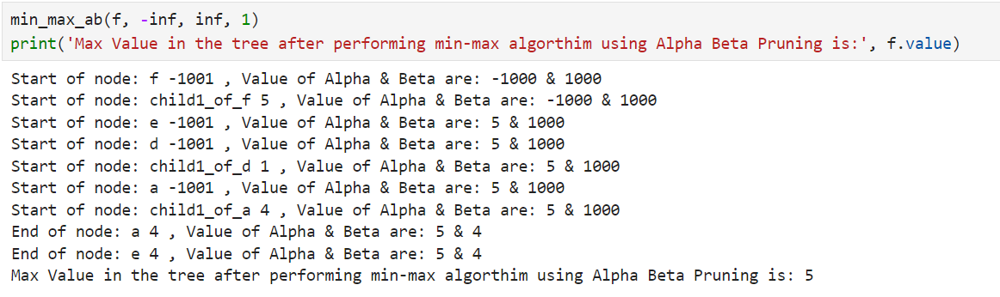 min_max_ab(f, -inf, inf, 1)
print('Max Value in the tree after performing min-max algorthim using Alpha Beta Pruning is:', f.value)
Start of node: f -1001 , Value of Alpha & Beta are: -1000 & 1000
Start of node: child1_of_f 5 , Value of Alpha & Beta are: -1000 & 1000
Start of node: e -1001 , Value of Alpha & Beta are: 5 & 1000
Start of node: d -1001 , Value of Alpha & Beta are: 5 & 1000
Start of node: child1_of_d 1 , Value of Alpha & Beta are: 5 & 1000
Start of node: a -1001 , Value of Alpha & Beta are: 5 & 1000
Start of node: child1_of_a 4 , Value of Alpha & Beta are: 5 & 1000
End of node: a 4 , Value of Alpha & Beta are: 5 & 4
End of node: e 4 , Value of Alpha & Beta are: 5 & 4
Max Value in the tree after performing min-max algorthim using Alpha Beta Pruning is: 5